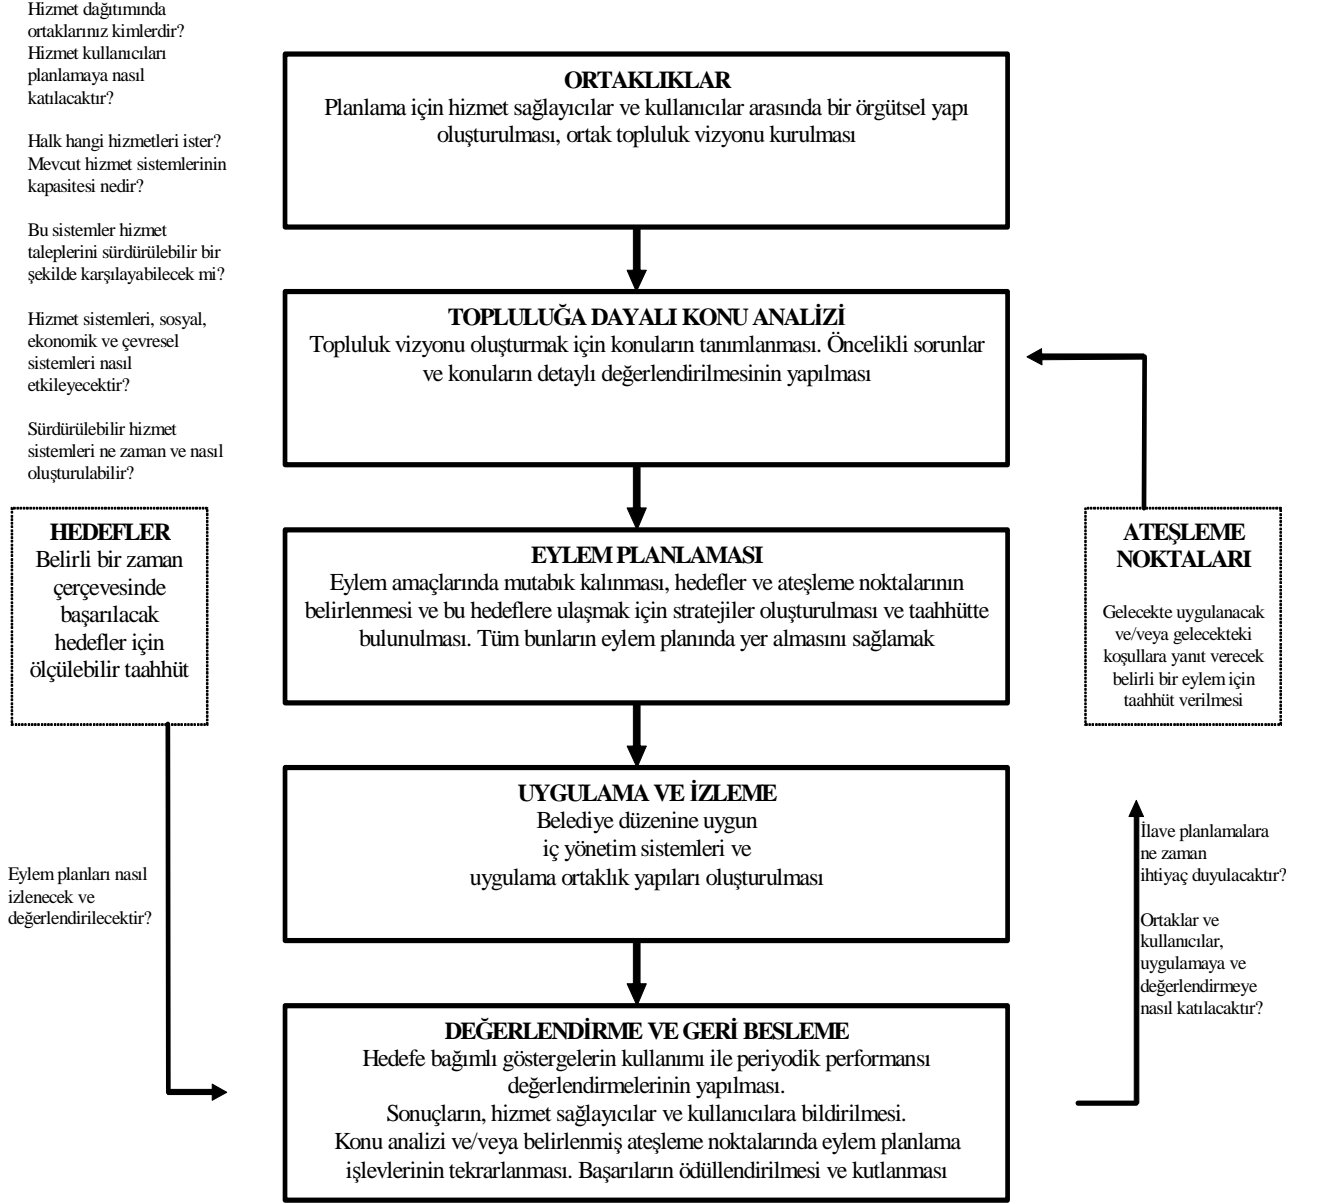 Hizmet dağıtımında
ortaklarınız kimlerdir?
Hizmet kullanıcıları
planlamaya nasıl
katılacaktır?
Halk hangi hizmetleri ister?
Mevcut hizmet sistemlerinin
kapasitesi nedir?
Bu sistemler hizmet
taleplerini sürdürülebilir bir
şekilde karşılayabilecek mi?
Hizmet sistemleri, sosyal,
ekonomik ve çevresel
sistemleri nasıl
etkileyecektir?
Sürdürülebilir hizmet
sistemleri ne zaman ve nasıl
oluşturulabilir?
ORTAKLIKLAR
Planlama için hizmet sağlayıcılar ve kullanıcılar arasında bir örgütsel yapı
oluşturulması, ortak topluluk vizyonu kurulması
TOPLULUĞA DAYALI KONU ANALİZİ
Topluluk vizyonu oluşturmak için konuların tanımlanması. Öncelikli sorunlar
ve konuların detaylı değerlendirilmesinin yapılması
HEDEFLER
Belirli bir zaman
çerçevesinde
başarılacak
hedefler için
ölçülebilir taahhüt
EYLEM PLANLAMASI
Eylem amaçlarında mutabık kalınması, hedefler ve ateşleme noktalarının
belirlenmesi ve bu hedeflere ulaşmak için stratejiler oluşturulması ve taahhütte
bulunulması. Tüm bunların eylem planında yer almasını sağlamak
ATEŞLEME
NOKTALARI
Gelecekte uygulanacak
ve/veya gelecekteki
koşullara yanıt verecek
belirli bir eylem için
taahhüt verilmesi
UYGULAMA VE İZLEME
Belediye düzenine uygun
iç yönetim sistemleri ve
uygulama ortaklık yapıları oluşturulması
Eylem planları nasıl
izlenecek ve
değerlendirilecektir?
İlave planlamalara
ne zaman
ihtiyaç duyulacaktır?
Ortaklar ve
kullanıcılar,
uygulamaya ve
değerlendirmeye
nasıl katılacaktır?
DEĞERLENDİRME VE GERİ BESLEME
Hedefe bağımlı göstergelerin kullanımı ile periyodik performansı
değerlendirmelerinin yapılması.
Sonuçların, hizmet sağlayıcılar ve kullanıcılara bildirilmesi.
Konu analizi ve/veya belirlenmiş ateşleme noktalarında eylem planlama
işlevlerinin tekrarlanması. Başarıların ödüllendirilmesi ve kutlanması